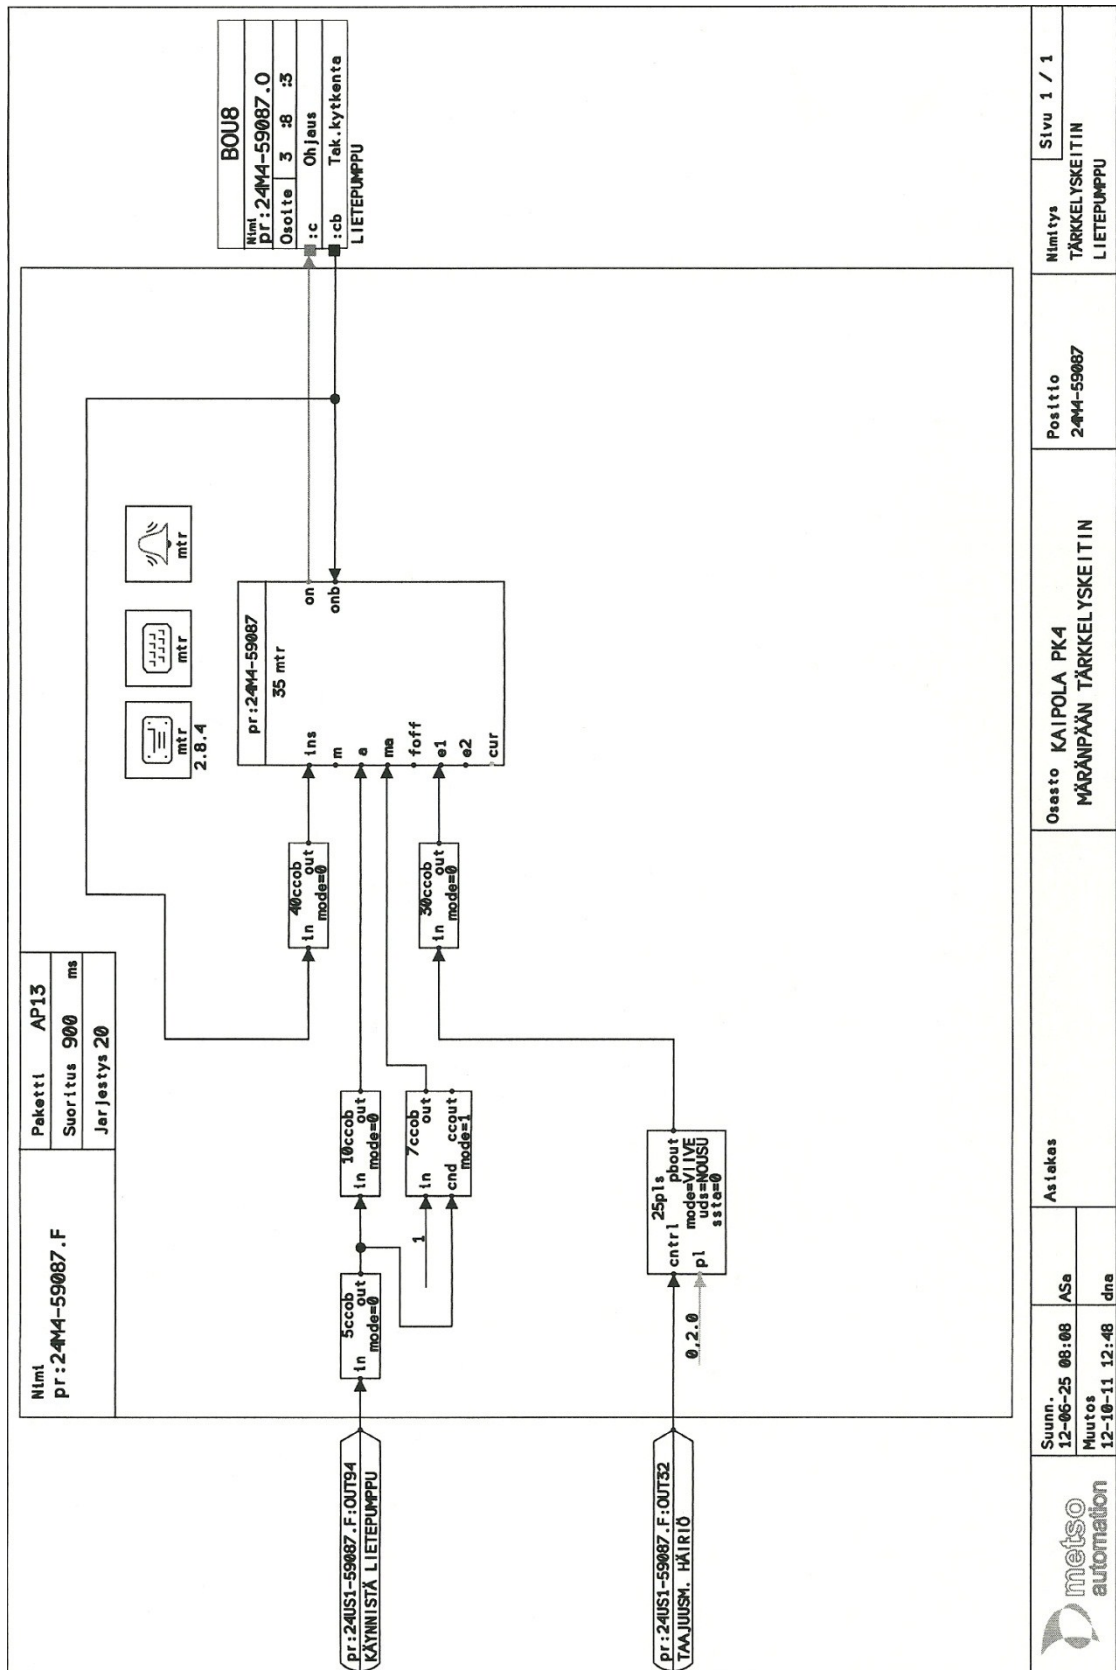 Nimi
pr:24M4-59087.F
Paketti AP13
Suoritus 900 ms
Jarjestys 20
BOU8
Nimi
pr:24M4-59087.O
Osoite 3 :8 :3
:c Ohjaus
:cb Tak.kytkenta
LIETEPUMPPU
mtr
2.8.4
mtr
mtr
pr:24M4-59087
35 mtr
ins
m
a
ma
foff
e1
e2
cur
on
onb
40ccob
in out
mode=0
pr:24US1-59087.F:OUT94
KÄYNNISTÄ LIETEPUMPPU
5ccob
in out
mode=0
10ccob
in out
mode=0
1
7ccob
in out
cnd ccout
mode=1
30ccob
in out
mode=0
pr:24US1-59087.F:OUT32
TAAJUUSM. HÄIRIÖ
0.2.0
25pls
cntrl pbout
pl mode=VIIVE
uds=NOUSU
ssta=0
metso
automation
Suunn.
12-06-25 08:08 ASa
Muutos
12-10-11 12:48 dna
Asiakas
Osasto KAIPOLA PK4
MÄRÄNPÄÄN TÄRKKELYSKEITIN
Positio
24M4-59087
Nimitys
TÄRKKELYSKEITIN
LIETEPUMPPU
Sivu 1 / 1